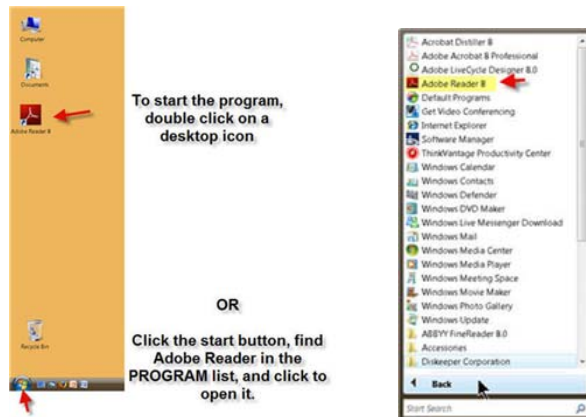 Computer
Documents
Adobe Reader 8
Recycle Bin
To start the program,
double click on a
desktop icon
OR
Click the start button, find
Adobe Reader in the
PROGRAM list, and click to
open it.
Acrobat Distiller 8
Adobe Acrobat 8 Professional
Adobe LiveCycle Designer 8.0
Adobe Reader 8
Default Programs
Get Video Conferencing
Internet Explorer
Software Manager
ThinkVantage Productivity Center
Windows Calendar
Windows Contacts
Windows Defender
Windows DVD Maker
Windows Live Messenger Download
Windows Mail
Windows Media Center
Windows Media Player
Windows Meeting Space
Windows Movie Maker
Windows Photo Gallery
Windows Update
ABBYY FineReader 8.0
Accessories
Diskeeper Corporation
Back
Start Search